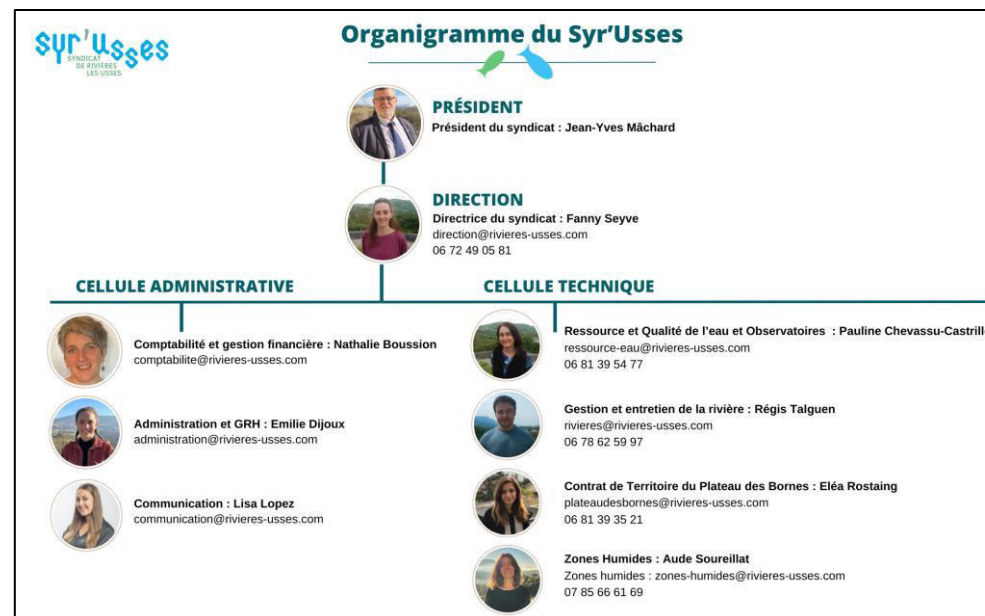 syr'usses
SYNDICAT
DE RIVIÈRES
LES USSES
Organigramme du Syr'Usses
PRÉSIDENT
Président du syndicat : Jean-Yves Mâchard
DIRECTION
Directrice du syndicat : Fanny Seyve
direction@rivieres-usses.com
06 72 49 05 81
CELLULE ADMINISTRATIVE
Comptabilité et gestion financière : Nathalie Boussion
comptabilite@rivieres-usses.com
Administration et GRH : Emilie Dijoux
administration@rivieres-usses.com
Communication : Lisa Lopez
communication@rivieres-usses.com
CELLULE TECHNIQUE
Ressource et Qualité de l'eau et Observatoires : Pauline Chevassu-Castrill
ressource-eau@rivieres-usses.com
06 81 39 54 77
Gestion et entretien de la rivière : Régis Talguen
rivieres@rivieres-usses.com
06 78 62 59 97
Contrat de Territoire du Plateau des Bornes : Eléa Rostaing
plateaudesbornes@rivieres-usses.com
06 81 39 35 21
Zones Humides : Aude Soureillat
Zones humides : zones-humides@rivieres-usses.com
07 85 66 61 69